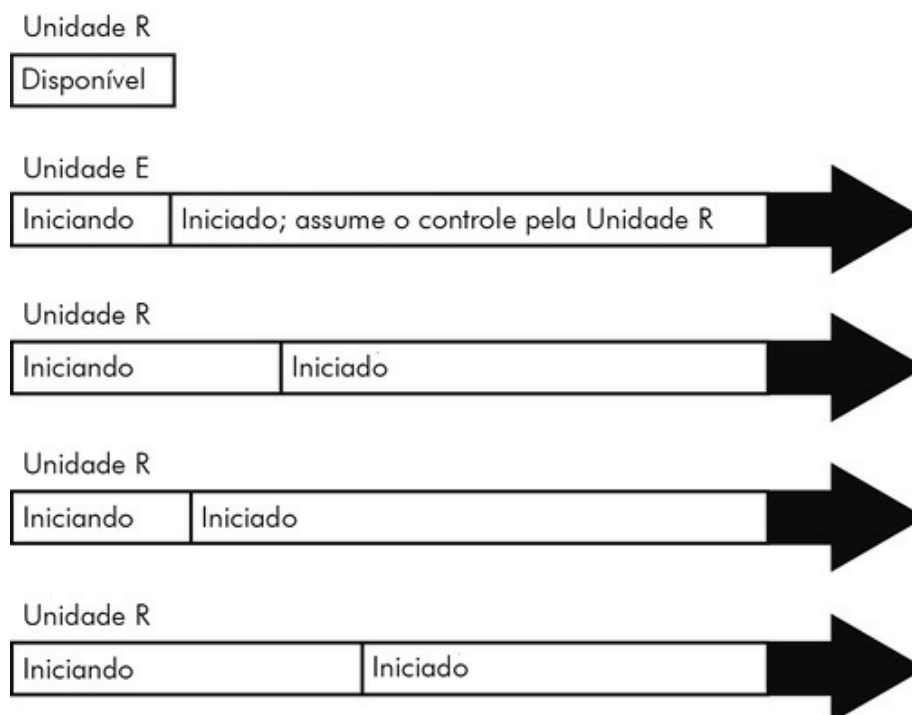 Unidade R
Disponível
Unidade E
Iniciando
Iniciado; assume o controle pela Unidade R
Unidade R
Iniciando
Iniciado
Unidade R
Iniciando
Iniciado
Unidade R
Iniciando
Iniciado